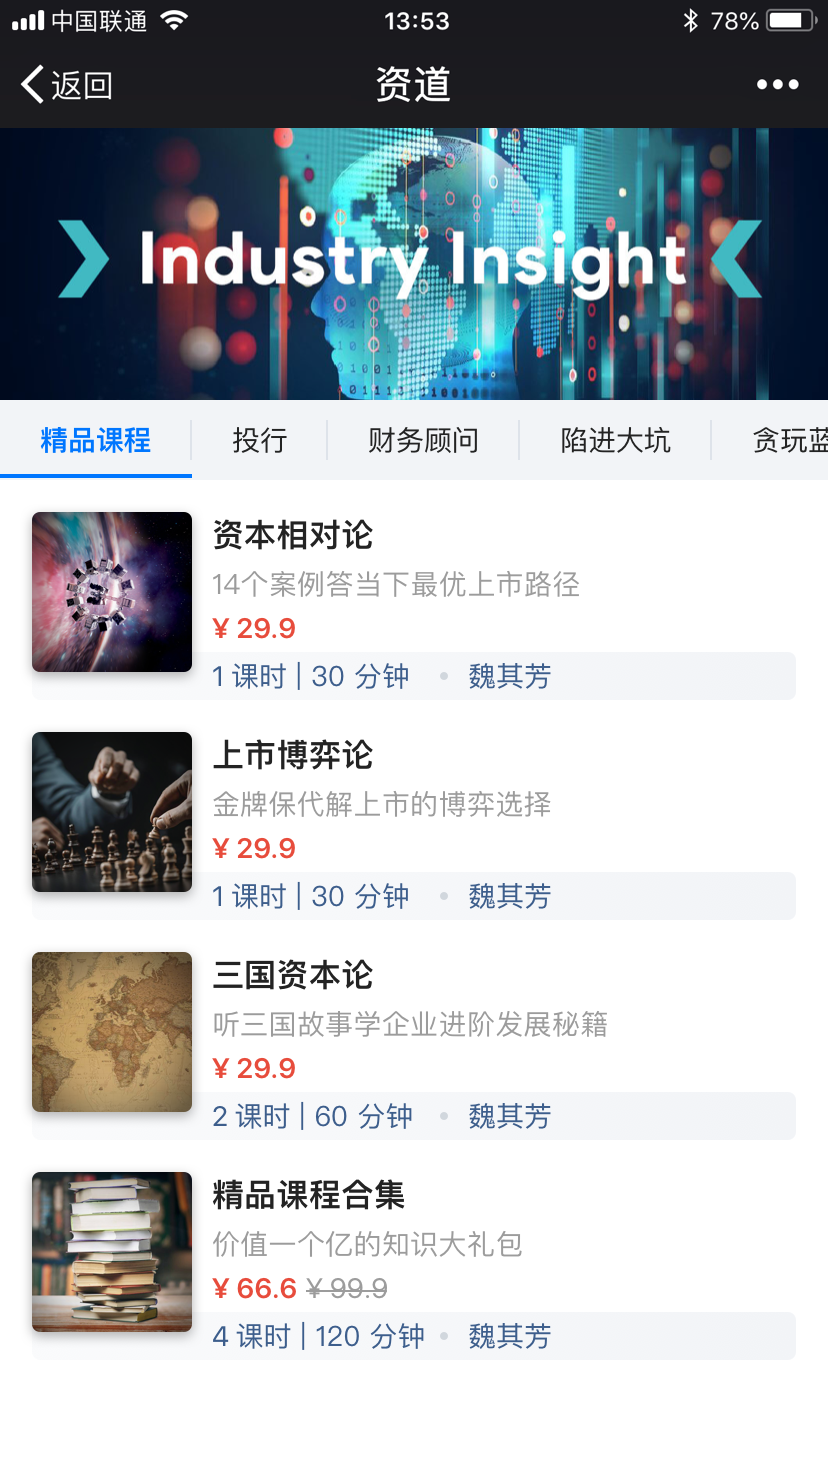 中国联通 13:53 78%
返回 资道
Industry Insight
精品课程 投行 财务顾问 陷进大坑 贪玩蓝
资本相对论
14个案例答当下最优上市路径
¥ 29.9
1 课时 | 30 分钟 • 魏其芳
上市博弈论
金牌保代解上市的博弈选择
¥ 29.9
1 课时 | 30 分钟 • 魏其芳
三国资本论
听三国故事学企业进阶发展秘籍
¥ 29.9
2 课时 | 60 分钟 • 魏其芳
精品课程合集
价值一个亿的知识大礼包
¥ 66.6 ¥ 99.9
4 课时 | 120 分钟 • 魏其芳